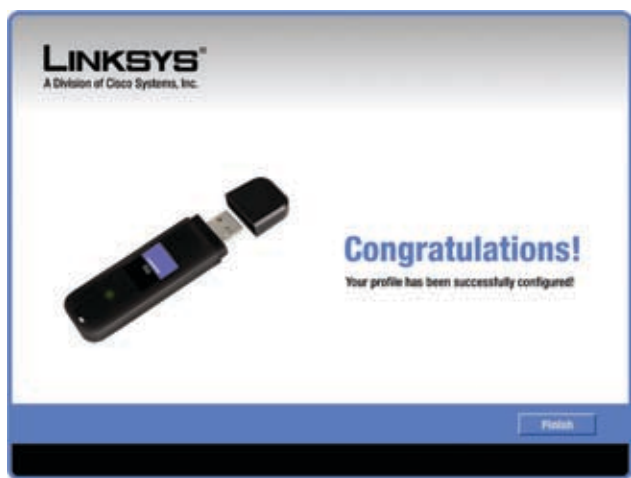 LINKSYS®
A Division of Cisco Systems, Inc.
Congratulations!
Your profile has been successfully configured!
Finish